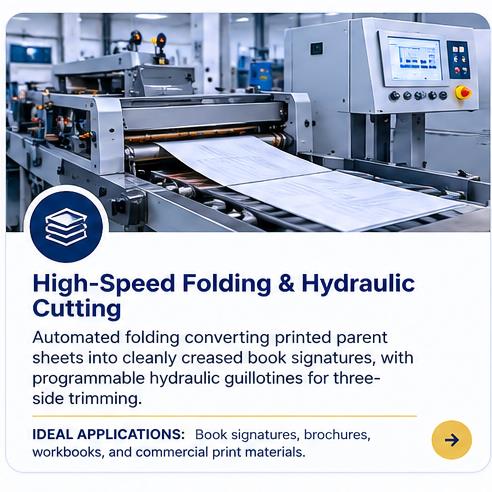 High-Speed Folding & Hydraulic
Cutting
Automated folding converting printed parent
sheets into cleanly creased book signatures, with
programmable hydraulic guillotines for three-
side trimming.
IDEAL APPLICATIONS: Book signatures, brochures,
workbooks, and commercial print materials.